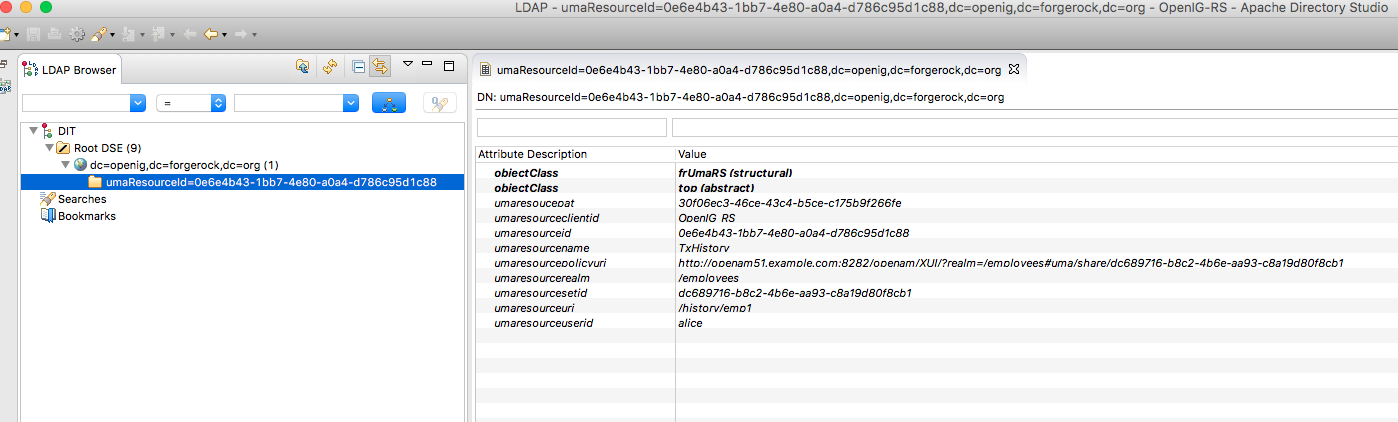 LDAP - umaResourceId=0e6e4b43-1bb7-4e80-a0a4-d786c95d1c88,dc=openig,dc=forgerock,dc=org - OpenIG-RS - Apache Directory Studio
LDAP Browser
umaResourceId=0e6e4b43-1bb7-4e80-a0a4-d786c95d1c88,dc=openig,dc=forgerock,dc=org
DN: umaResourceId=0e6e4b43-1bb7-4e80-a0a4-d786c95d1c88,dc=openig,dc=forgerock,dc=org
=
DIT
Root DSE (9)
dc=openig,dc=forgerock,dc=org (1)
umaResourceId=0e6e4b43-1bb7-4e80-a0a4-d786c95d1c88
Searches
Bookmarks
Attribute Description Value
objectClass frUmaRS (structural)
objectClass top (abstract)
umaresoucepat 30f06ec3-46ce-43c4-b5ce-c175b9f266fe
umaresourceclientid OpenIG_RS
umaresourceid 0e6e4b43-1bb7-4e80-a0a4-d786c95d1c88
umaresourcename TxHistory
umaresourcepolicyuri http://openam51.example.com:8282/openam/XUI/?realm=/employees#uma/share/dc689716-b8c2-4b6e-aa93-c8a19d80f8cb1
umaresourcerealm /employees
umaresourcesetid dc689716-b8c2-4b6e-aa93-c8a19d80f8cb1
umaresourceuri /history/emp1
umaresourceuserid alice